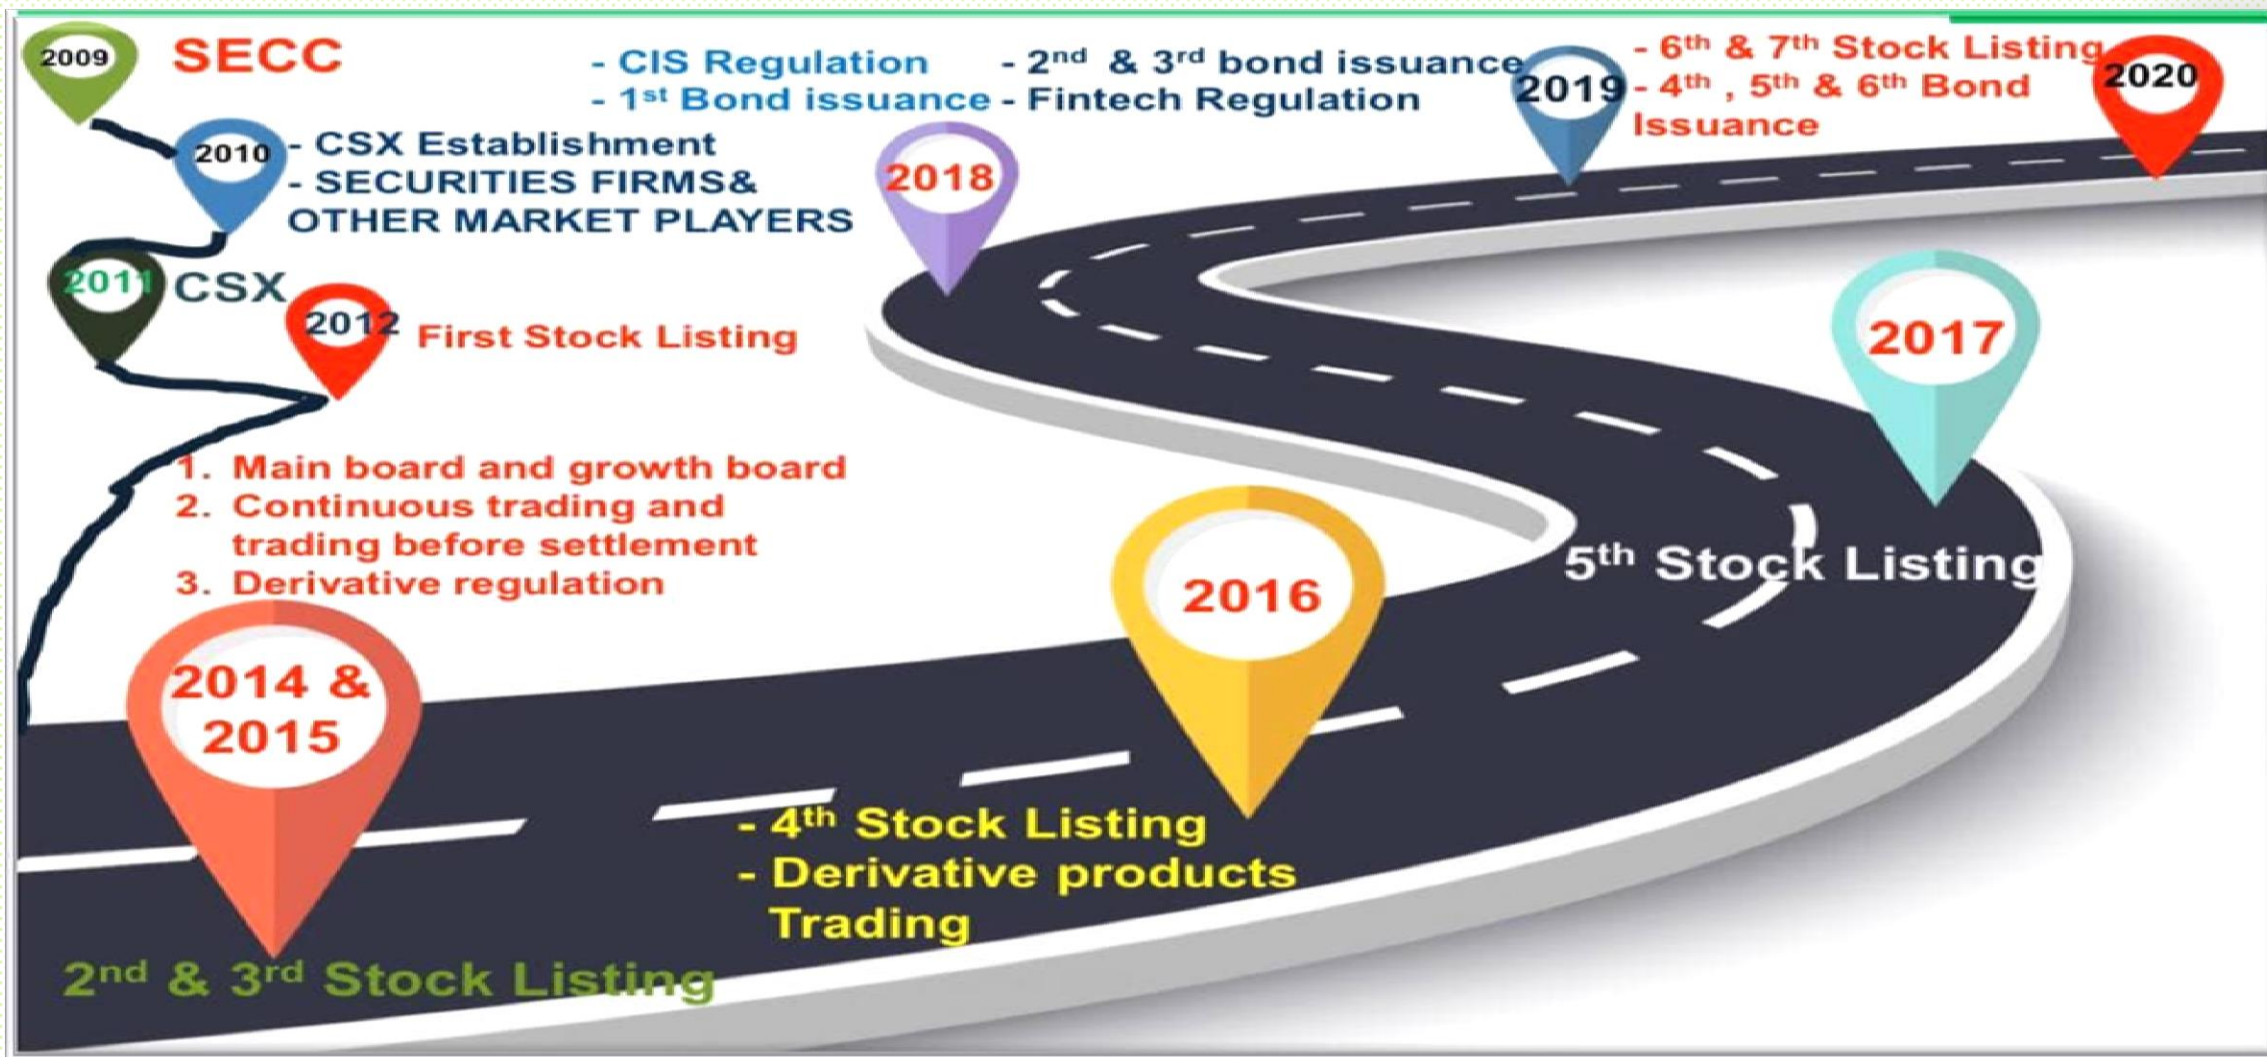 2009
SECC
2010
- CSX Establishment
- SECURITIES FIRMS&
OTHER MARKET PLAYERS
2011
CSX
2012
First Stock Listing
1. Main board and growth board
2. Continuous trading and
trading before settlement
3. Derivative regulation
2014 &
2015
2nd & 3rd Stock Listing
2016
- 4th Stock Listing
- Derivative products
Trading
2017
5th Stock Listing
- CIS Regulation
- 1st Bond issuance
2018
- 2nd & 3rd bond issuance
- Fintech Regulation
2019
- 6th & 7th Stock Listing
- 4th , 5th & 6th Bond
Issuance
2020